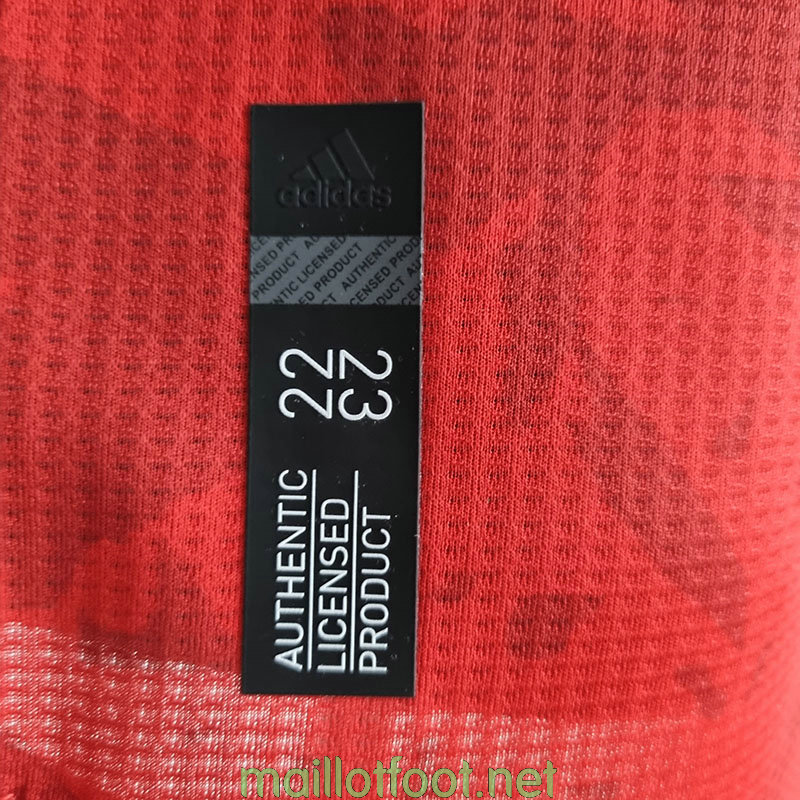 adidas
AUTHENTIC LICENSED PRODUCT
22
23
AUTHENTIC
LICENSED
PRODUCT
maillotfoot.net